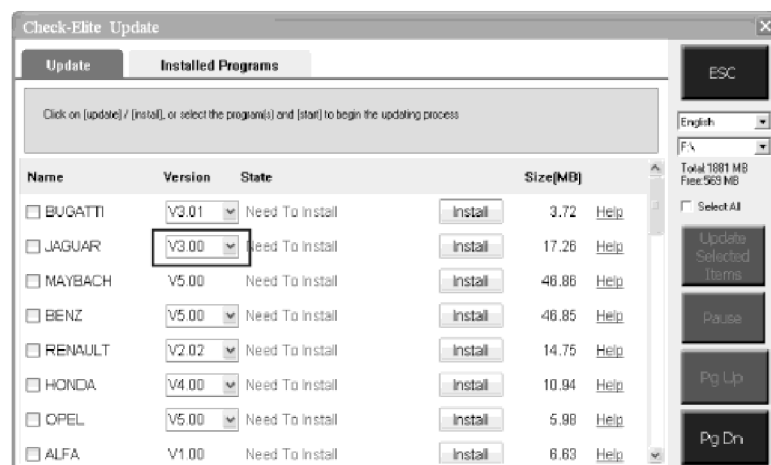 Check-Elite Update
Update Installed Programs
Click on [update] / [install], or select the program(s) and [start] to begin the updating process
Name Version State Size(MB)
BUGATTI V3.01 Need To Install Install 3.72 Help
JAGUAR V3.00 Need To Install Install 17.26 Help
MAYBACH V5.00 Need To Install Install 46.86 Help
BENZ V5.00 Need To Install Install 46.85 Help
RENAULT V2.02 Need To Install Install 14.75 Help
HONDA V4.00 Need To Install Install 10.94 Help
OPEL V5.00 Need To Install Install 5.98 Help
ALFA V1.00 Need To Install Install 6.63 Help
ESC
English
F:\
Total:1881 MB
Free:569 MB
Select All
Update
Selected
Items
Pause
Pg Up
Pg Dn